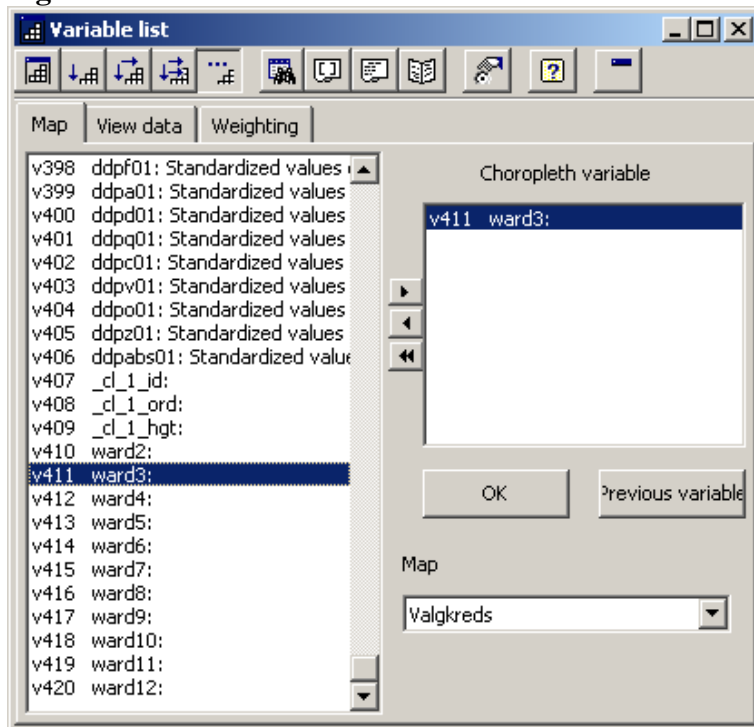 Variable list
Map
View data
Weighting
v398 ddpf01: Standardized values
v399 ddpa01: Standardized values
v400 ddpd01: Standardized values
v401 ddpq01: Standardized values
v402 ddpc01: Standardized values
v403 ddpv01: Standardized values
v404 ddpo01: Standardized values
v405 ddpz01: Standardized values
v406 ddpabs01: Standardized value
v407 _cl_1_id:
v408 _cl_1_ord:
v409 _cl_1_hgt:
v410 ward2:
v411 ward3:
v412 ward4:
v413 ward5:
v414 ward6:
v415 ward7:
v416 ward8:
v417 ward9:
v418 ward10:
v419 ward11:
v420 ward12:
Choropleth variable
v411 ward3:
OK
Previous variable
Map
Valgkreds